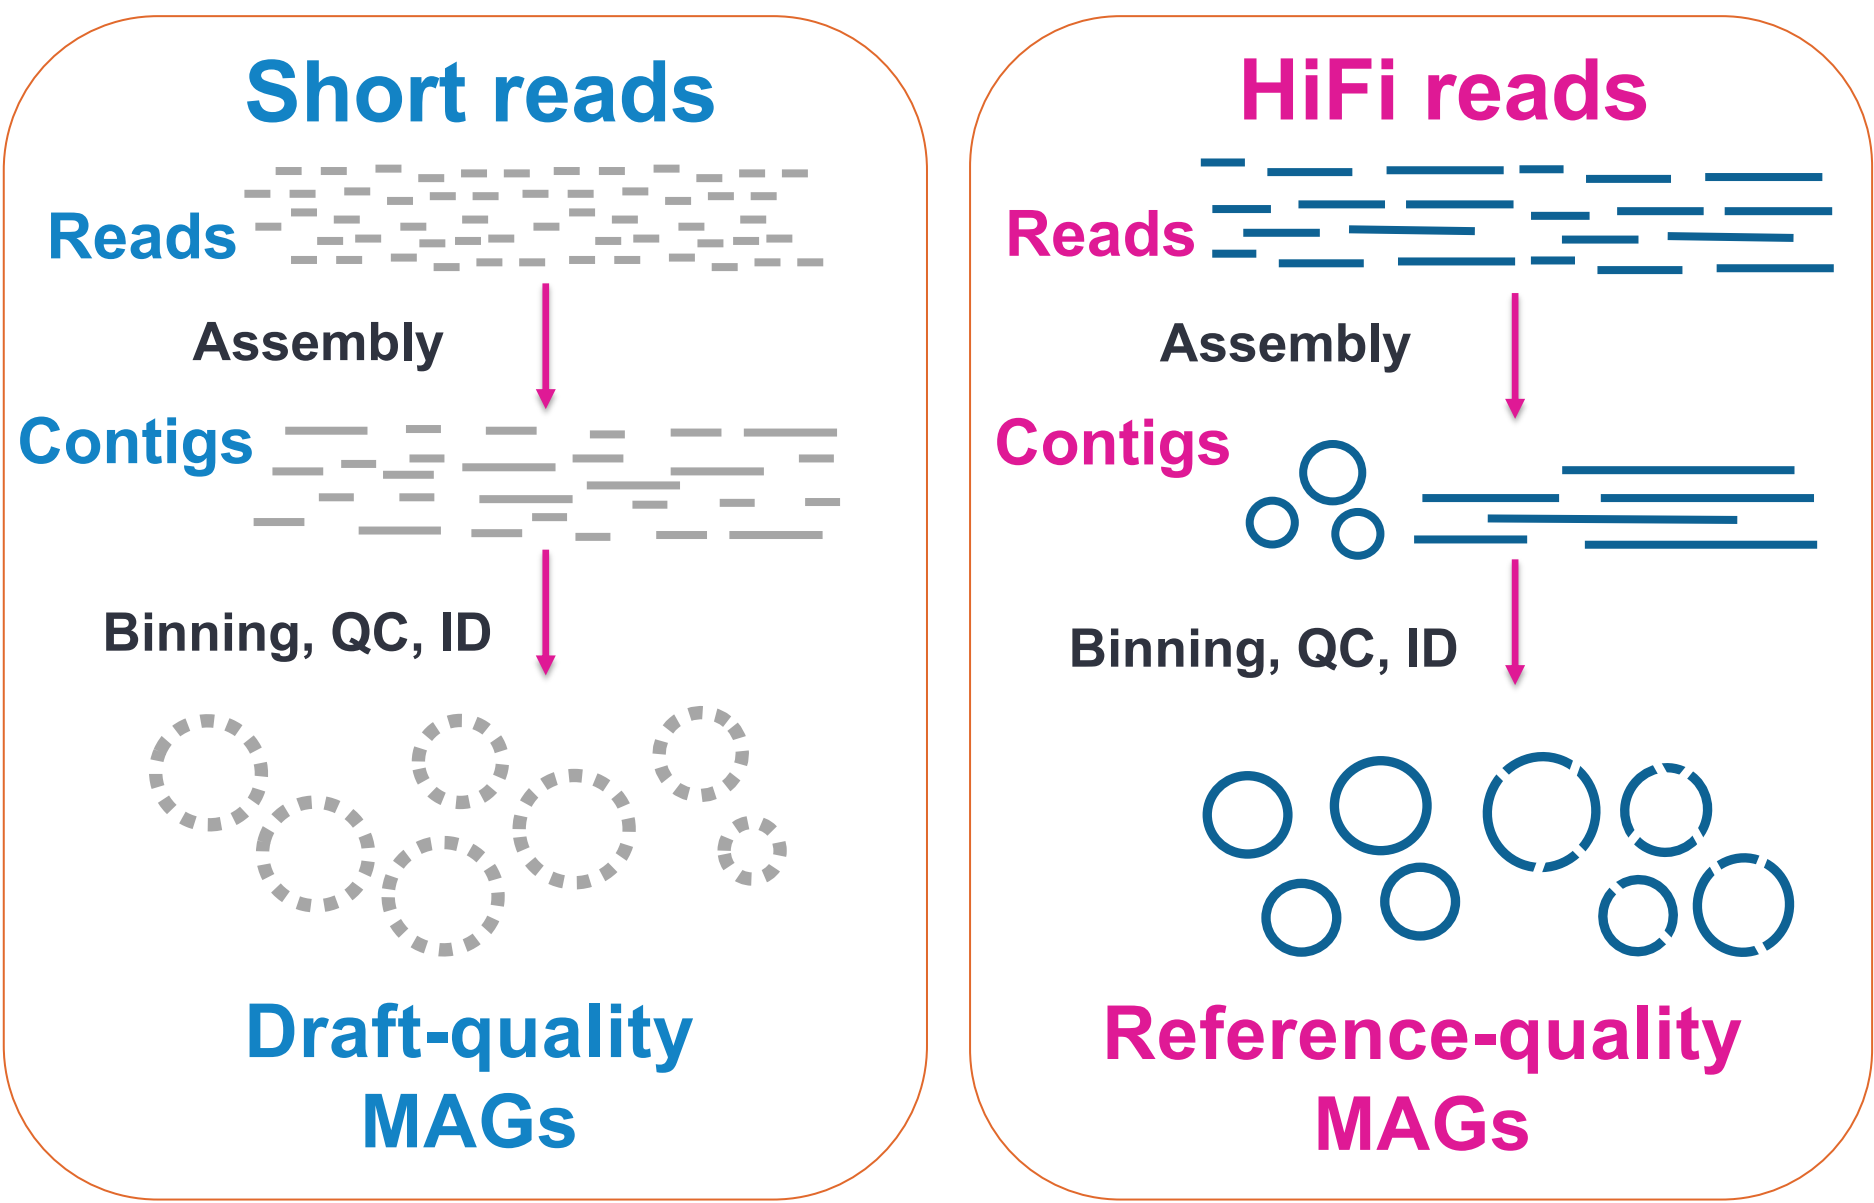 Short reads
Reads
Assembly
Contigs
Binning, QC, ID
Draft-quality
MAGs
HiFi reads
Reads
Assembly
Contigs
Binning, QC, ID
Reference-quality
MAGs